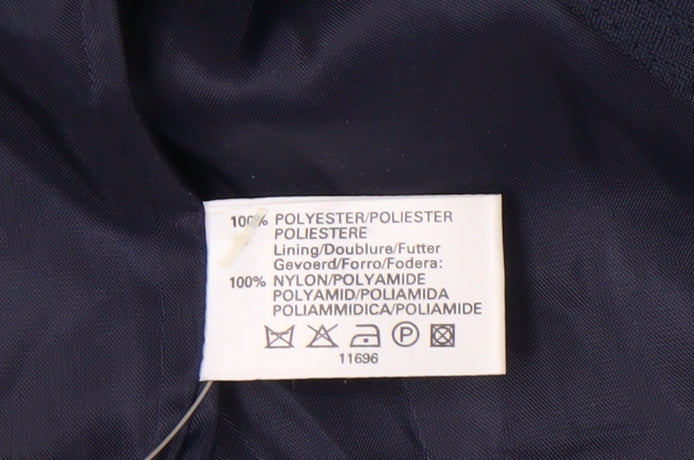 100% POLYESTER/POLIESTER
POLIESTERE
Lining/Doublure/Futter
Gevoerd/Forro/Fodera:
100% NYLON/POLYAMIDE
POLYAMID/POLIAMIDA
POLIAMMIDICA/POLIAMIDE
P
11696